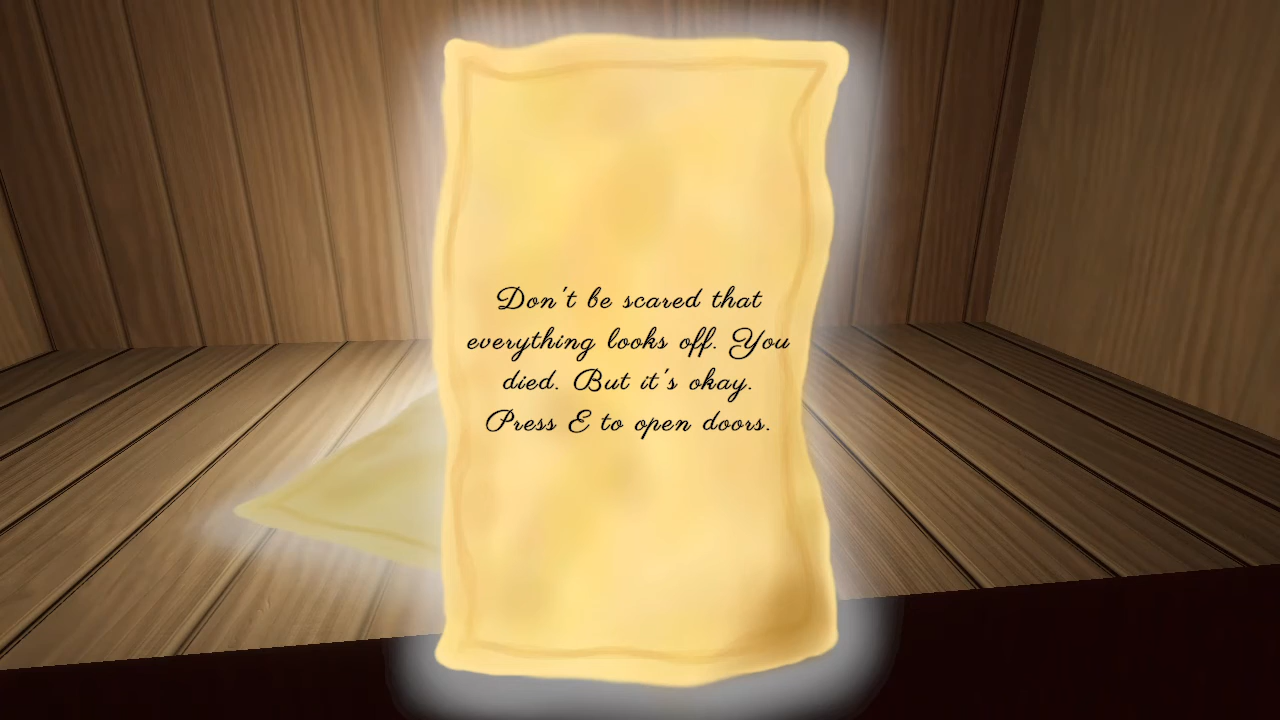 Don't be scared that
everything looks off. You
died. But it's okay.
Press E to open doors.